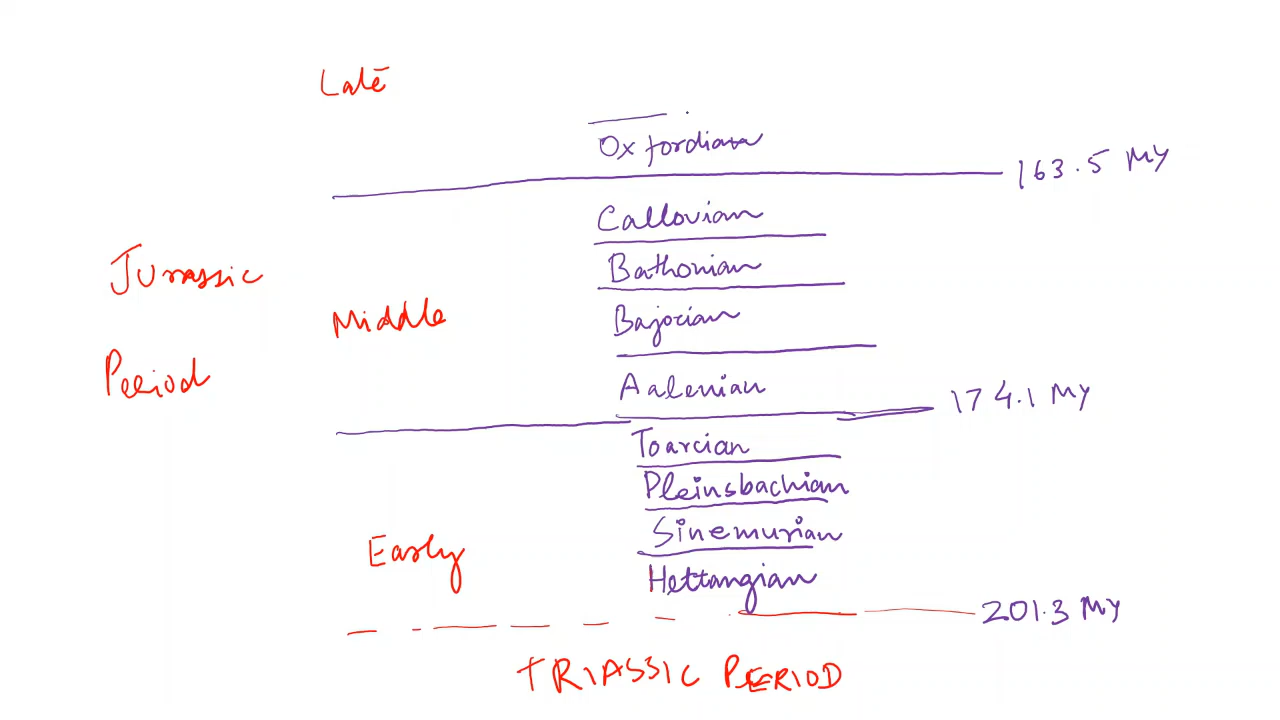 Late
Oxfordian
163.5 My
Callovian
Bathonian
Jurassic
Middle
Bajocian
Period
Aalenian
174.1 My
Toarcian
Pleinsbachian
Sinemurian
Early
Hettangian
201.3 My
TRIASSIC PERIOD